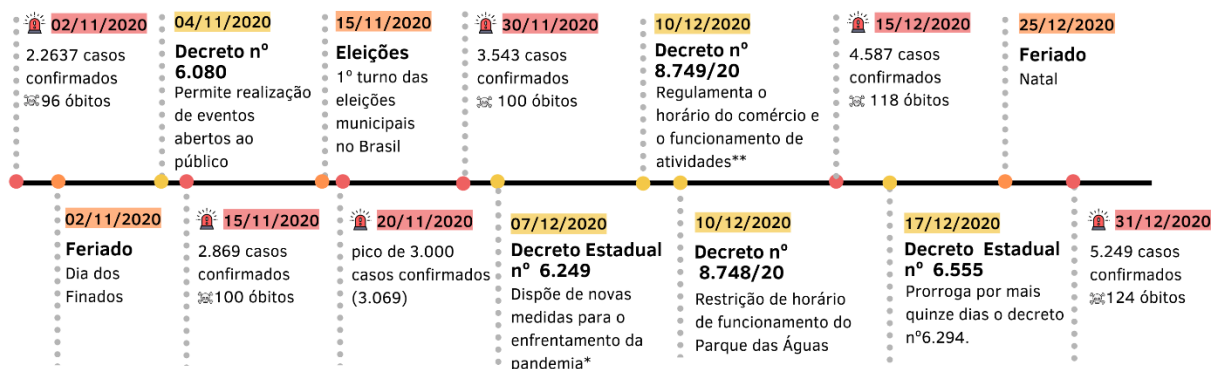 02/11/2020
2.2637 casos
confirmados
96 óbitos
04/11/2020
Decreto nº
6.080
Permite realização
de eventos
abertos ao
público
15/11/2020
Eleições
1º turno das
eleições
municipais
no Brasil
30/11/2020
3.543 casos
confirmados
100 óbitos
10/12/2020
Decreto nº
8.749/20
Regulamenta o
horário do comércio e
o funcionamento de
atividades**
15/12/2020
4.587 casos
confirmados
118 óbitos
25/12/2020
Feriado
Natal
02/11/2020
Feriado
Dia dos
Finados
15/11/2020
2.869 casos
confirmados
100 óbitos
20/11/2020
pico de 3.000
casos confirmados
(3.069)
07/12/2020
Decreto Estadual
nº 6.249
Dispõe de novas
medidas para o
enfrentamento da
pandemia*
10/12/2020
Decreto nº
8.748/20
Restrição de horário
de funcionamento do
Parque das Águas
17/12/2020
Decreto Estadual
nº 6.555
Prorroga por mais
quinze dias o decreto
nº6.294.
31/12/2020
5.249 casos
confirmados
124 óbitos